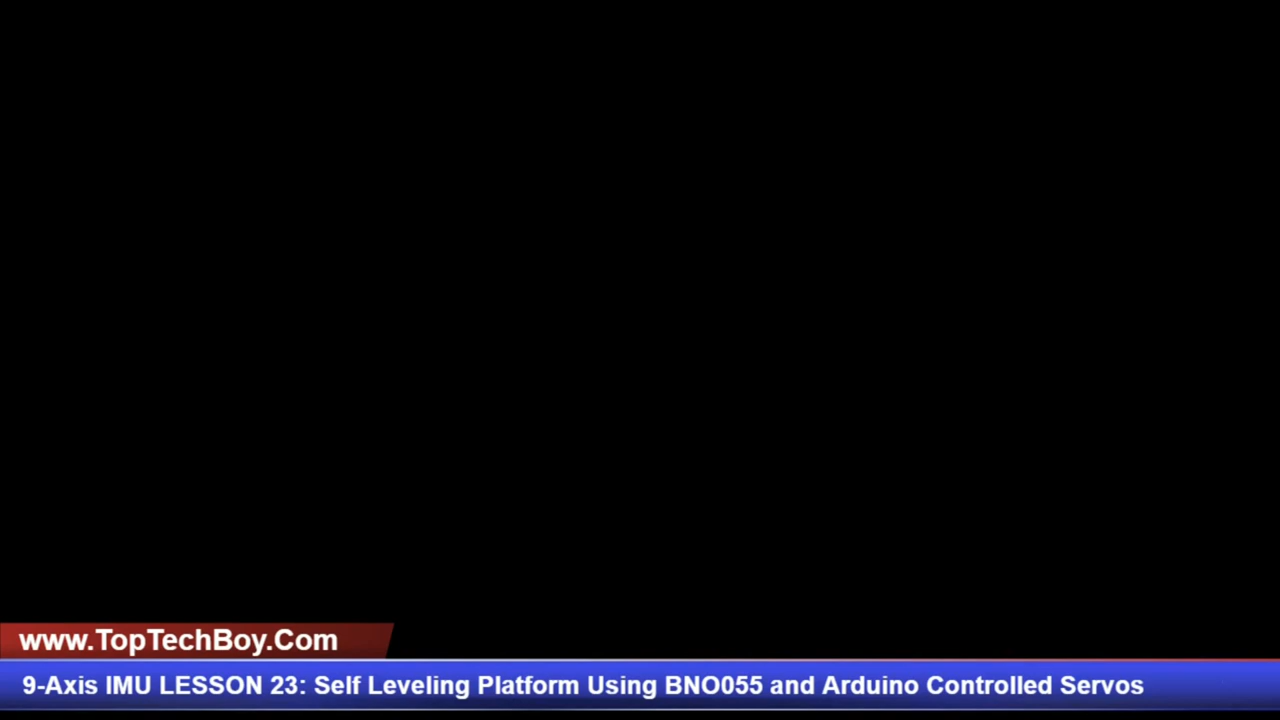 www.TopTechBoy.Com
9-Axis IMU LESSON 23: Self Leveling Platform Using BNO055 and Arduino Controlled Servos